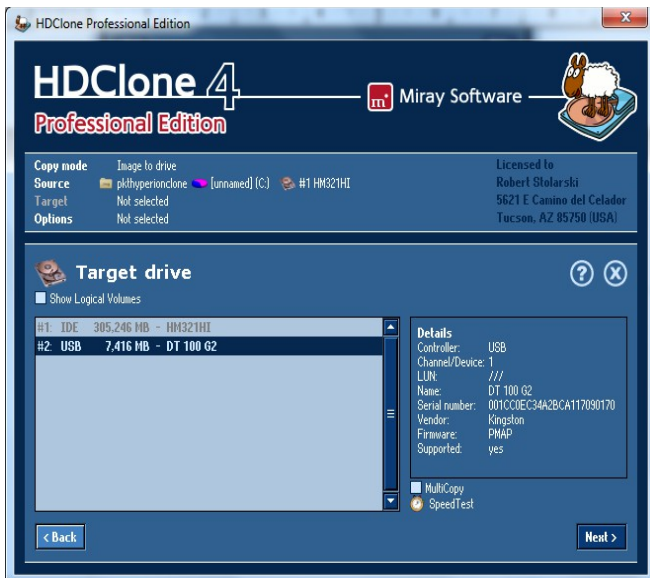 HDClone Professional Edition
HDClone 4
Professional Edition
m
Miray Software
Copy mode Image to drive
Source pkthyperionclone [unnamed] (C:) #1 HM321HI
Target Not selected
Options Not selected
Licensed to
Robert Stolarski
5621 E Camino del Celador
Tucson, AZ 85750 (USA)
Target drive
? X
Show Logical Volumes
#1: IDE 305,246 MB - HM321HI
#2: USB 7,416 MB - DT 100 G2
Details
Controller: USB
Channel/Device: 1
LUN: ///
Name: DT 100 G2
Serial number: 001CC0EC34A2BCA117090170
Vendor: Kingston
Firmware: PMAP
Supported: yes
MultiCopy
SpeedTest
< Back
Next >